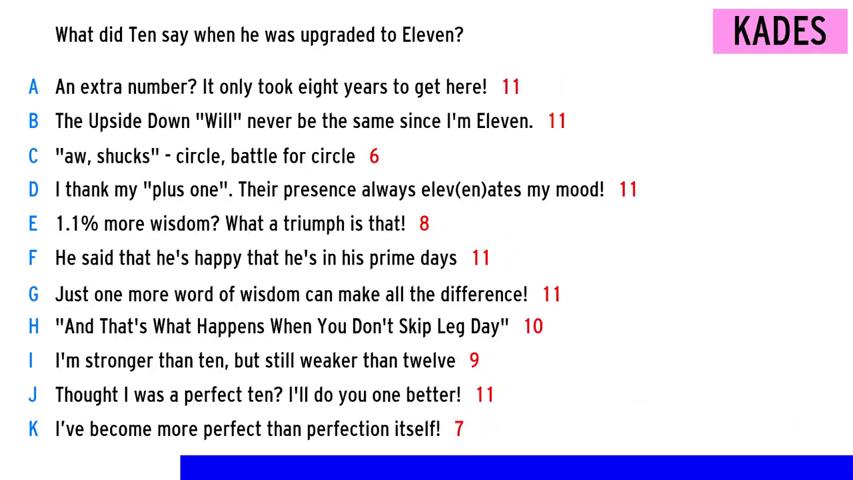 What did Ten say when he was upgraded to Eleven?
KADES
A An extra number? It only took eight years to get here! 11
B The Upside Down "Will" never be the same since I'm Eleven. 11
C "aw, shucks" - circle, battle for circle 6
D I thank my "plus one". Their presence always elev(en)ates my mood! 11
E 1.1% more wisdom? What a triumph is that! 8
F He said that he's happy that he's in his prime days 11
G Just one more word of wisdom can make all the difference! 11
H "And That's What Happens When You Don't Skip Leg Day" 10
I I'm stronger than ten, but still weaker than twelve 9
J Thought I was a perfect ten? I'll do you one better! 11
K I’ve become more perfect than perfection itself! 7